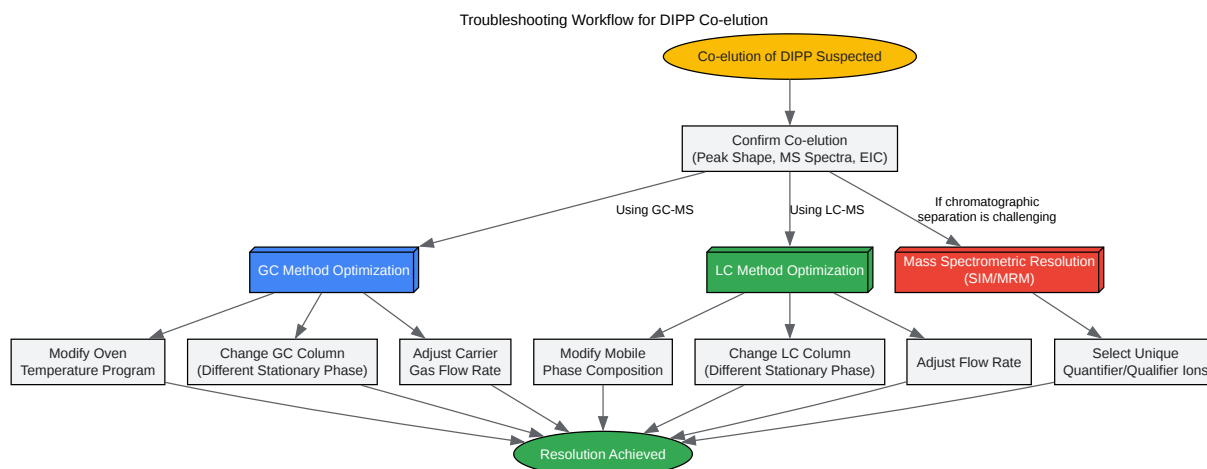 Troubleshooting Workflow for DIPP Co-elution
Co-elution of DIPP Suspected
Confirm Co-elution
(Peak Shape, MS Spectra, EIC)
Using GC-MS
Using LC-MS
If chromatographic
separation is challenging
GC Method Optimization
LC Method Optimization
Mass Spectrometric Resolution
(SIM/MRM)
Modify Oven
Temperature Program
Change GC Column
(Different Stationary Phase)
Adjust Carrier
Gas Flow Rate
Modify Mobile
Phase Composition
Change LC Column
(Different Stationary Phase)
Adjust Flow Rate
Select Unique
Quantifier/Qualifier Ions
Resolution Achieved